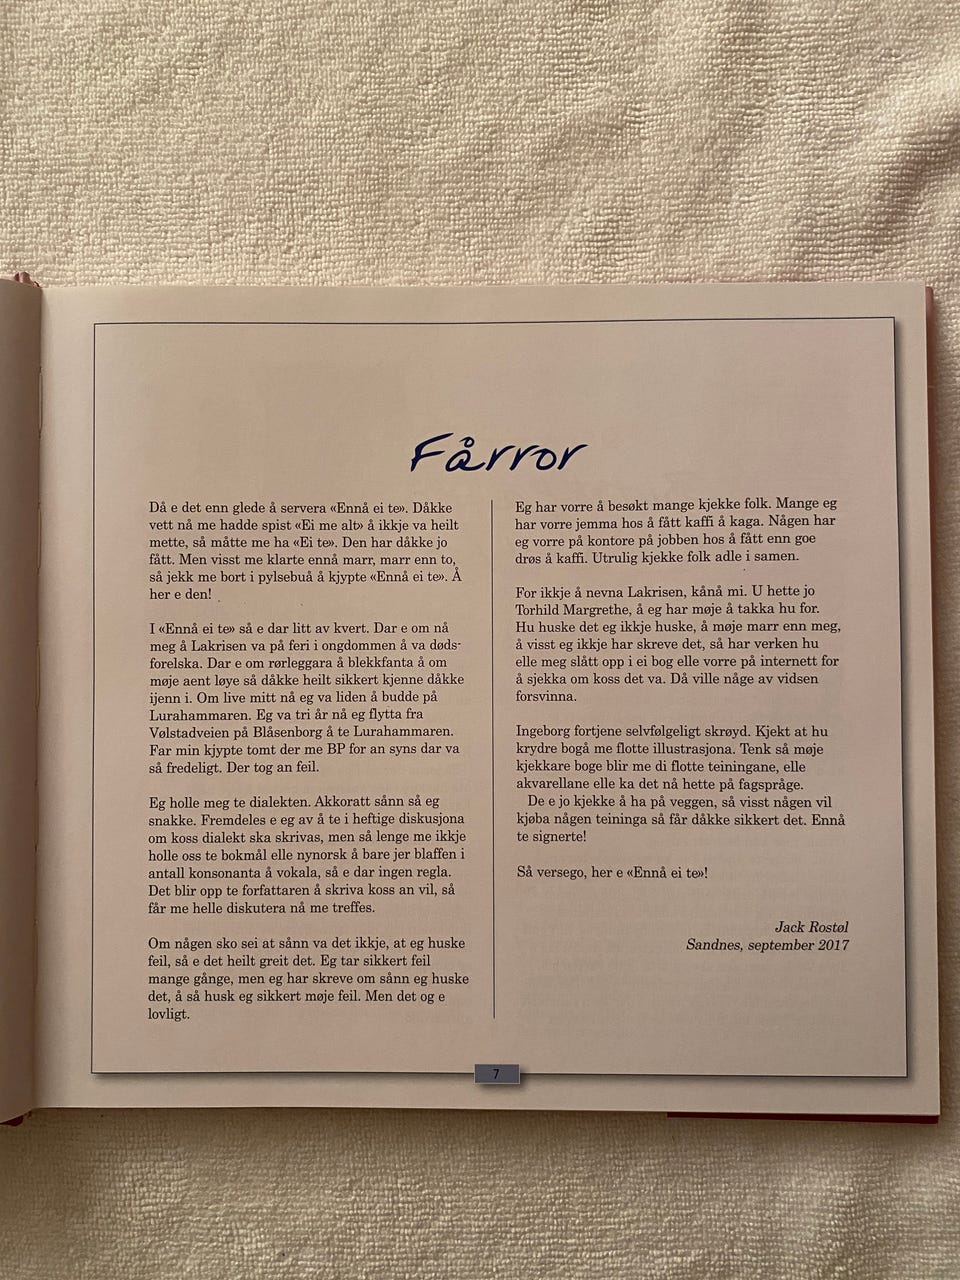 Fårror
Då e det enn glede å servera «Ennå ei te». Dåkke
vett nå me hadde spist «Ei me alt» å ikkje va heilt
mette, så måtte me ha «Ei te». Den har dåkke jo
fått. Men visst me klarte ennå marr, marr enn to,
så jekk me bort i pylsebuå å kjypte «Ennå ei te». Å
her e den!
I «Ennå ei te» så e dar litt av kvert. Dar e om nå
meg å Lakrisen va på feri i ongdommen å va døds-
forelska. Dar e om rørleggara å blekkfanta å om
møje aent løye så dåkke heilt sikkert kjenne dåkke
ijenn i. Om live mitt nå eg va liden å budde på
Lurahammaren. Eg va tri år nå eg flytta fra
Vølstadveien på Blåsenborg å te Lurahammaren.
Far min kjypte tomt der me BP for an syns dar va
så fredeligt. Der tog an feil.
Eg holle meg te dialekten. Akkoratt sånn så eg
snakke. Fremdeles e eg av å te i heftige diskusjona
om koss dialekt ska skrivas, men så lenge me ikkje
holle oss te bokmål elle nynorsk å bare jer blaffen i
antall konsonanta å vokala, så e dar ingen regla.
Det blir opp te forfattaren å skriva koss an vil, så
får me helle diskutera nå me treffes.
Om någen sko sei at sånn va det ikkje, at eg huske
feil, så e det heilt greit det. Eg tar sikkert feil
mange gånge, men eg har skreve om sånn eg huske
det, å så husk eg sikkert møje feil. Men det og e
lovligt.
Eg har vorre å besøkt mange kjekke folk. Mange eg
har vorre jemma hos å fått kaffi å kaga. Någen har
eg vorre på kontore på jobben hos å fått enn goe
drøs å kaffi. Utrulig kjekke folk adle i samen.
For ikkje å nevna Lakrisen, kånå mi. U hette jo
Torhild Margrethe, å eg har møje å takka hu for.
Hu huske det eg ikkje huske, å møje marr enn meg,
å visst eg ikkje har skreve det, så har verken hu
elle meg slått opp i ei bog elle vorre på internett for
å sjekka om koss det va. Då ville någe av vidsen
forsvinna.
Ingeborg fortjene selvfølgeligt skrøyd. Kjekt at hu
krydre bogå me flotte illustrasjona. Tenk så møje
kjekkare boge blir me di flotte teiningane, elle
akvarellane elle ka det nå hette på fagspråge.
De e jo kjekke å ha på veggen, så visst någen vil
kjøba någen teininga så får dåkke sikkert det. Ennå
te signerte!
Så versego, her e «Ennå ei te»!
Jack Rostøl
Sandnes, september 2017
7